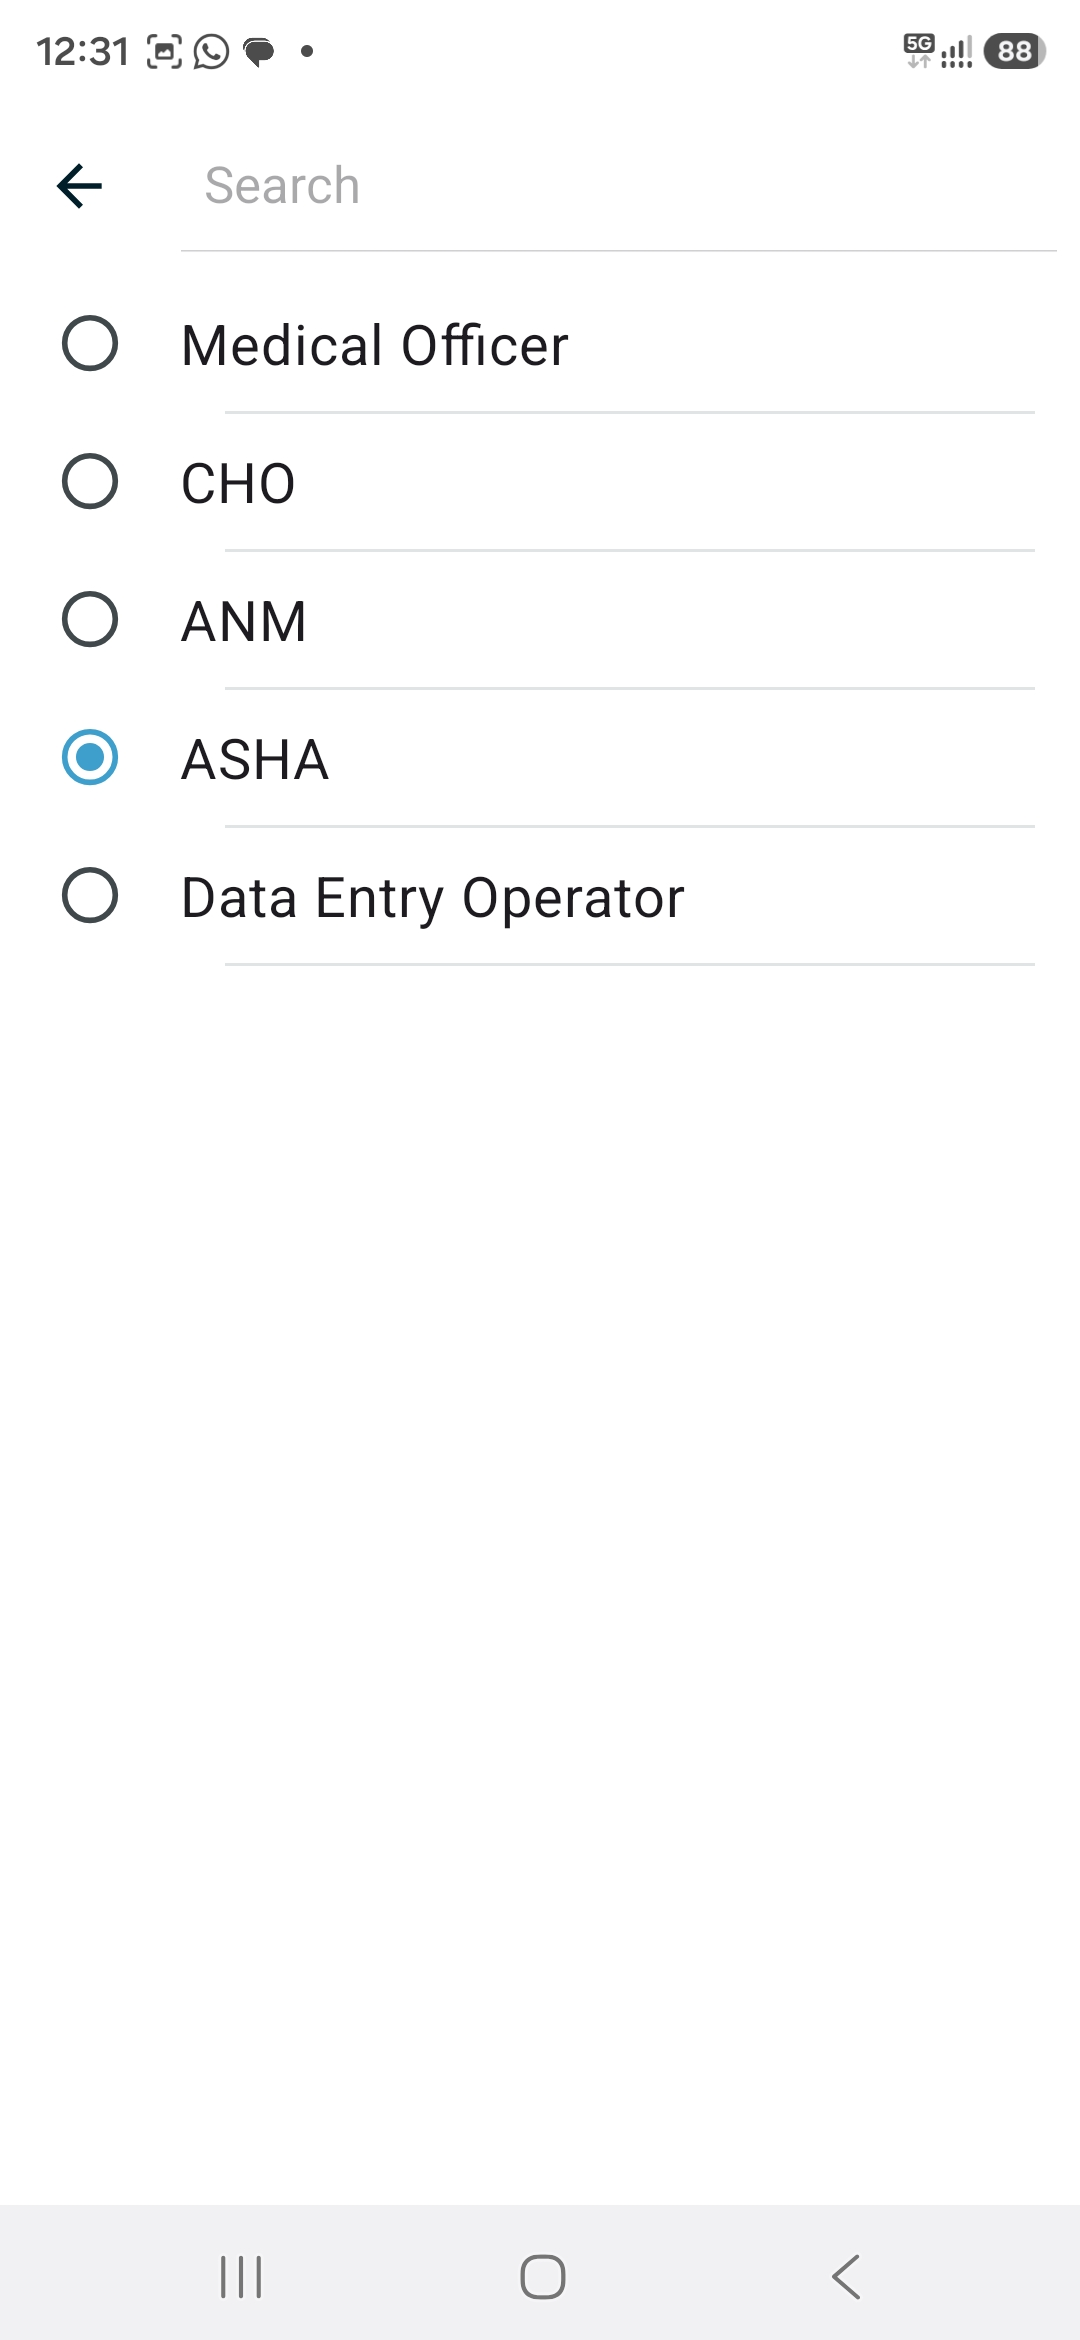 12:31
5G
88
Search
Medical Officer
CHO
ANM
ASHA
Data Entry Operator